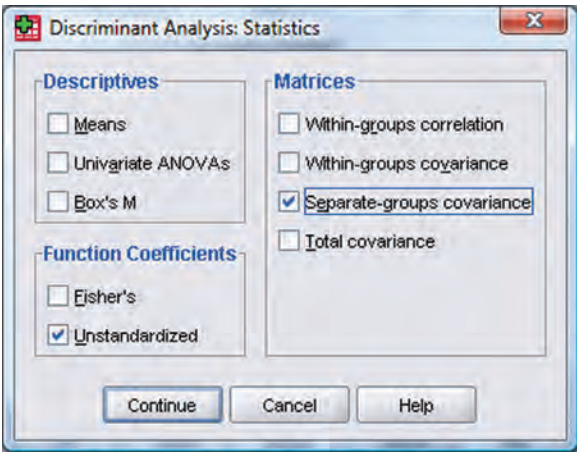 Discriminant Analysis: Statistics
Descriptives
Means
Univariate ANOVAs
Box's M
Function Coefficients
Fisher's
Unstandardized
Matrices
Within-groups correlation
Within-groups covariance
Separate-groups covariance
Total covariance
Continue
Cancel
Help